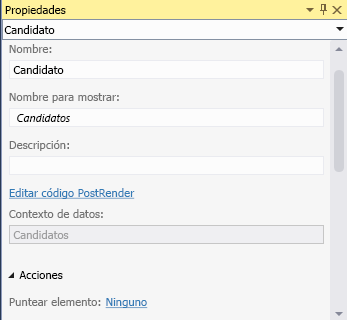 Propiedades
Candidato
Nombre:
Candidato
Nombre para mostrar:
Candidatos
Descripción:
Editar código PostRender
Contexto de datos:
Candidatos
Acciones
Puntear elemento: Ninguno